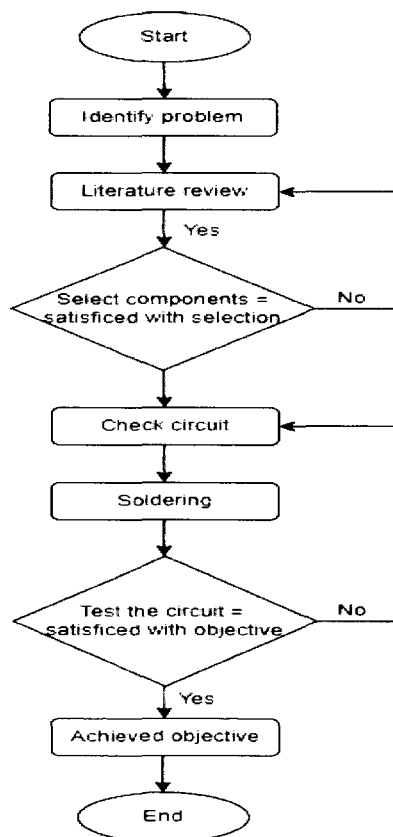 Start
Identify problem
Literature review
Yes
Select components =
satisficed with selection
No
Check circuit
Soldering
Test the circuit =
satisficed with objective
No
Yes
Achieved objective
End